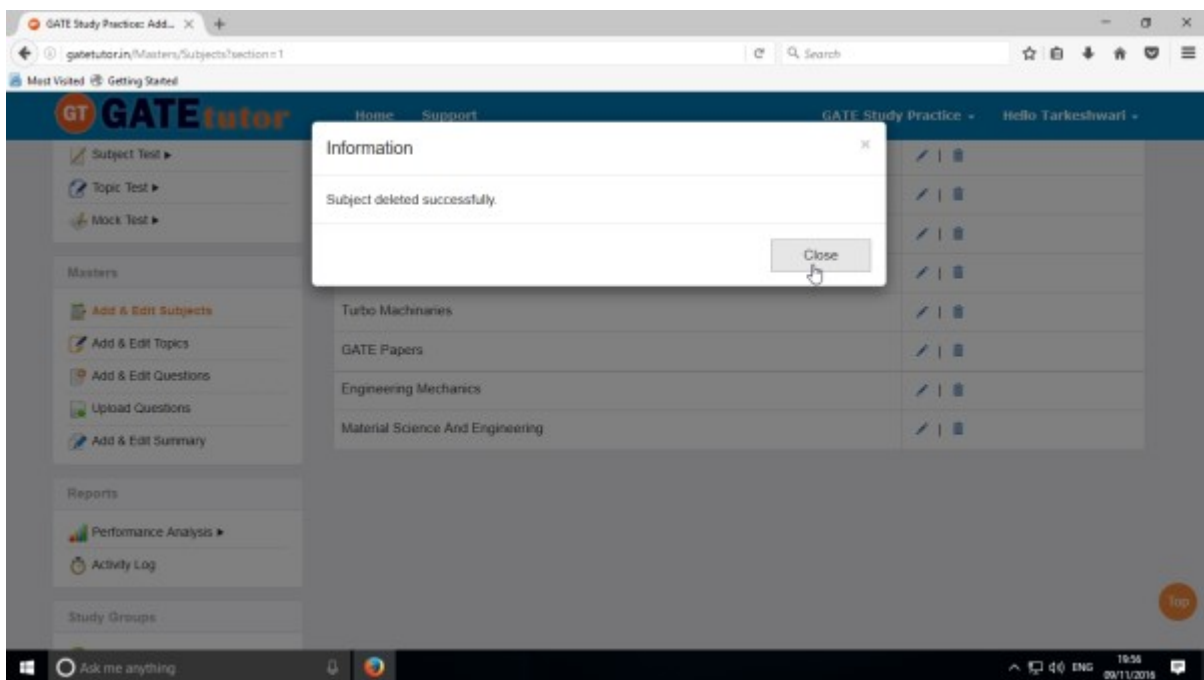 GATE Study Practice: Add...
gatetutor.in/Masters/Subjects?section=1
Search
Most Visited
Getting Started
GT GATEtutor
Home
Support
GATE Study Practice
Hello Tarkeshwari
Information
×
Subject deleted successfully.
Close
Subject Test
Topic Test
Mock Test
Masters
Add & Edit Subjects
Add & Edit Topics
Add & Edit Questions
Upload Questions
Add & Edit Summary
Turbo Machinaries
GATE Papers
Engineering Mechanics
Material Science And Engineering
Reports
Performance Analysis
Activity Log
Study Groups
Top
Ask me anything
ENG
19:56
09/11/2016